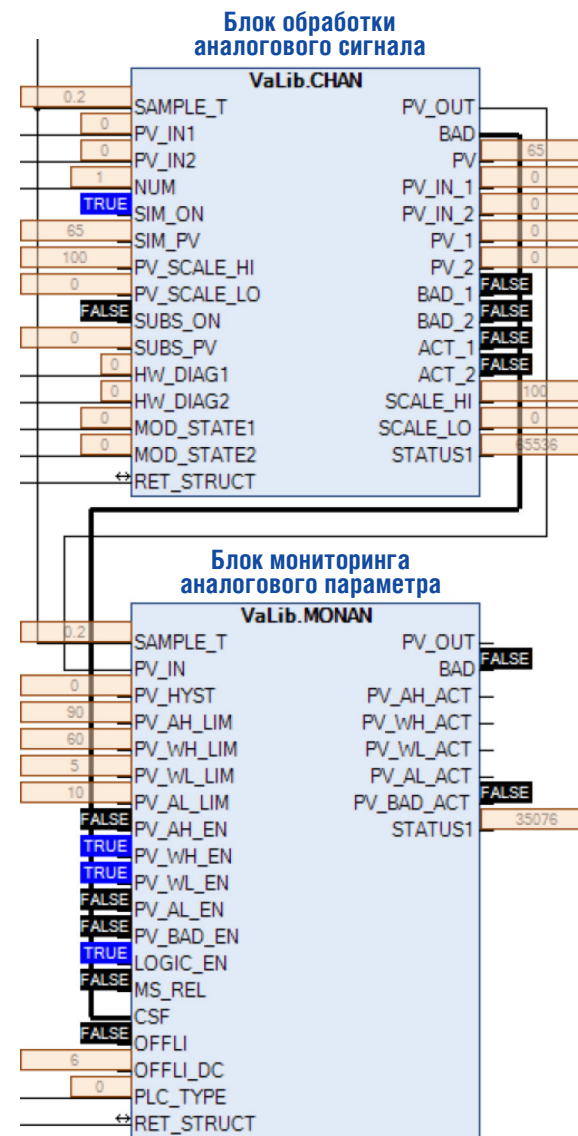 Блок обработки
аналогового сигнала
VaLib.CHAN
0.2 SAMPLE_T PV_OUT
0 PV_IN1 BAD
0 PV_IN2 PV 65
1 NUM PV_IN_1 0
TRUE SIM_ON PV_IN_2 0
65 SIM_PV PV_1 0
100 PV_SCALE_HI PV_2 0
0 PV_SCALE_LO BAD_1 FALSE
FALSE SUBS_ON BAD_2 FALSE
0 SUBS_PV ACT_1 FALSE
0 HW_DIAG1 ACT_2 FALSE
0 HW_DIAG2 SCALE_HI 100
0 MOD_STATE1 SCALE_LO 0
0 MOD_STATE2 STATUS1 65536
RET_STRUCT
Блок мониторинга
аналогового параметра
VaLib.MONAN
0.2 SAMPLE_T PV_OUT
PV_IN BAD FALSE
0 PV_HYST PV_AH_ACT
90 PV_AH_LIM PV_WH_ACT
60 PV_WH_LIM PV_WL_ACT
5 PV_WL_LIM PV_AL_ACT
10 PV_AL_LIM PV_BAD_ACT FALSE
FALSE PV_AH_EN STATUS1 35076
TRUE PV_WH_EN
TRUE PV_WL_EN
FALSE PV_AL_EN
FALSE PV_BAD_EN
TRUE LOGIC_EN
FALSE MS_REL
CSF
FALSE OFFLI
6 OFFLI_DC
0 PLC_TYPE
RET_STRUCT